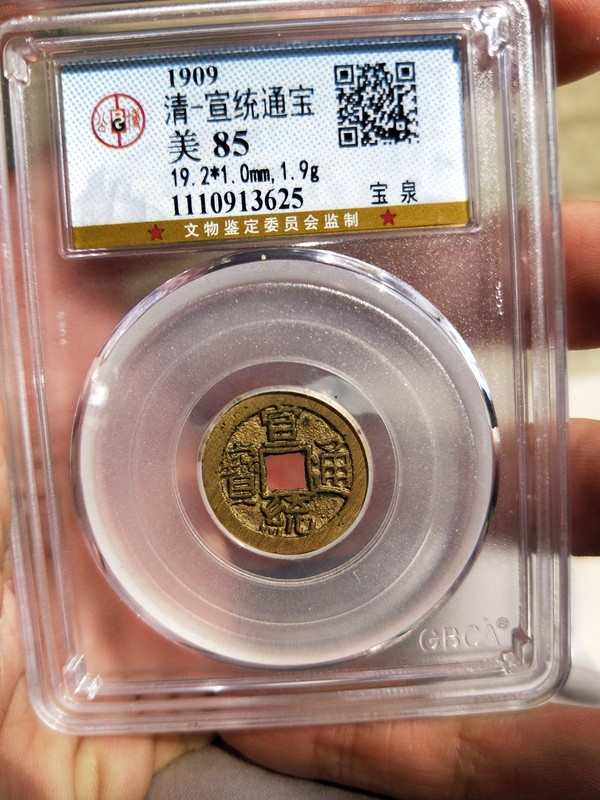 1909
清-宣统通宝
美 85
19.2*1.0mm,1.9g
1110913625
宝泉
文物鉴定委员会监制
宣
寶 通
統
GBCA®